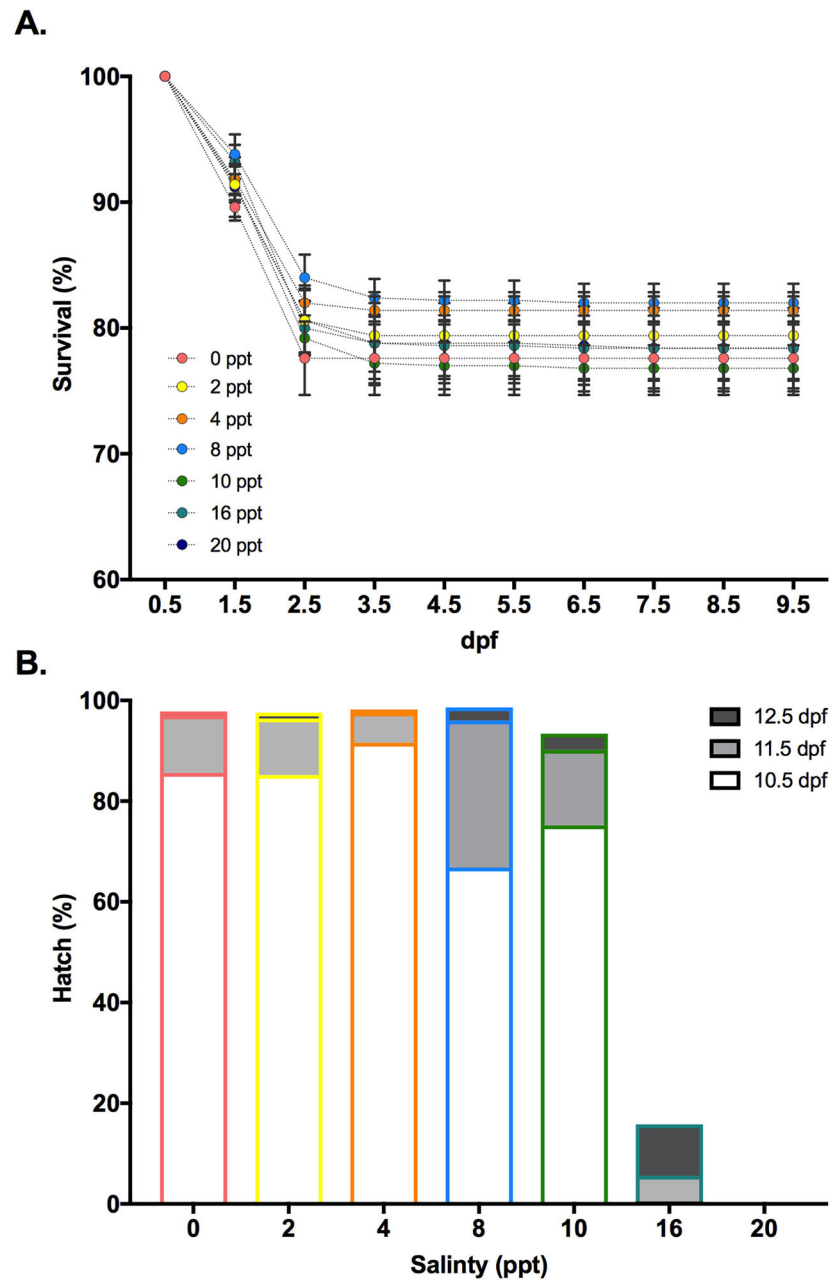 A.
100
90
80
70
60
Survival (%)
0 ppt
2 ppt
4 ppt
8 ppt
10 ppt
16 ppt
20 ppt
0.5 1.5 2.5 3.5 4.5 5.5 6.5 7.5 8.5 9.5
dpf
B.
100
80
60
40
20
0
Hatch (%)
12.5 dpf
11.5 dpf
10.5 dpf
0 2 4 8 10 16 20
Salinty (ppt)